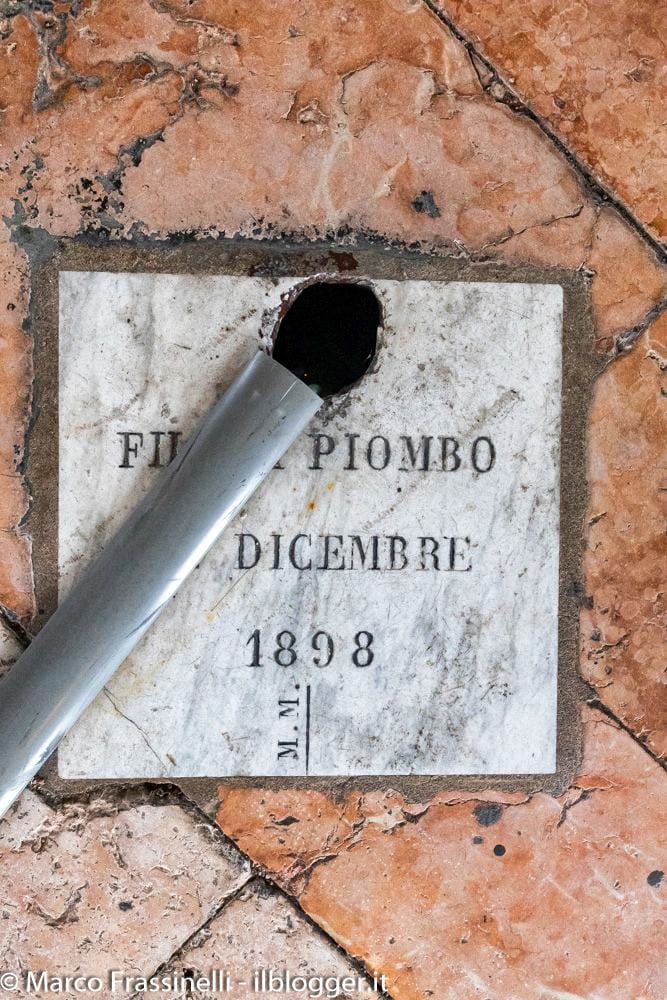 PIOMBO
DICEMBRE
1898
M.M.
© Marco Frassinelli - ilblogger.it